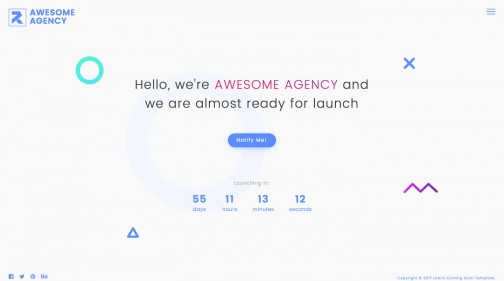 AWESOME
AGENCY
Hello, we're AWESOME AGENCY and
we are almost ready for launch
Notify Me!
Launching in:
55 11 13 12
days hours minutes seconds
Copyright © 2017 Loana Coming Soon Template.